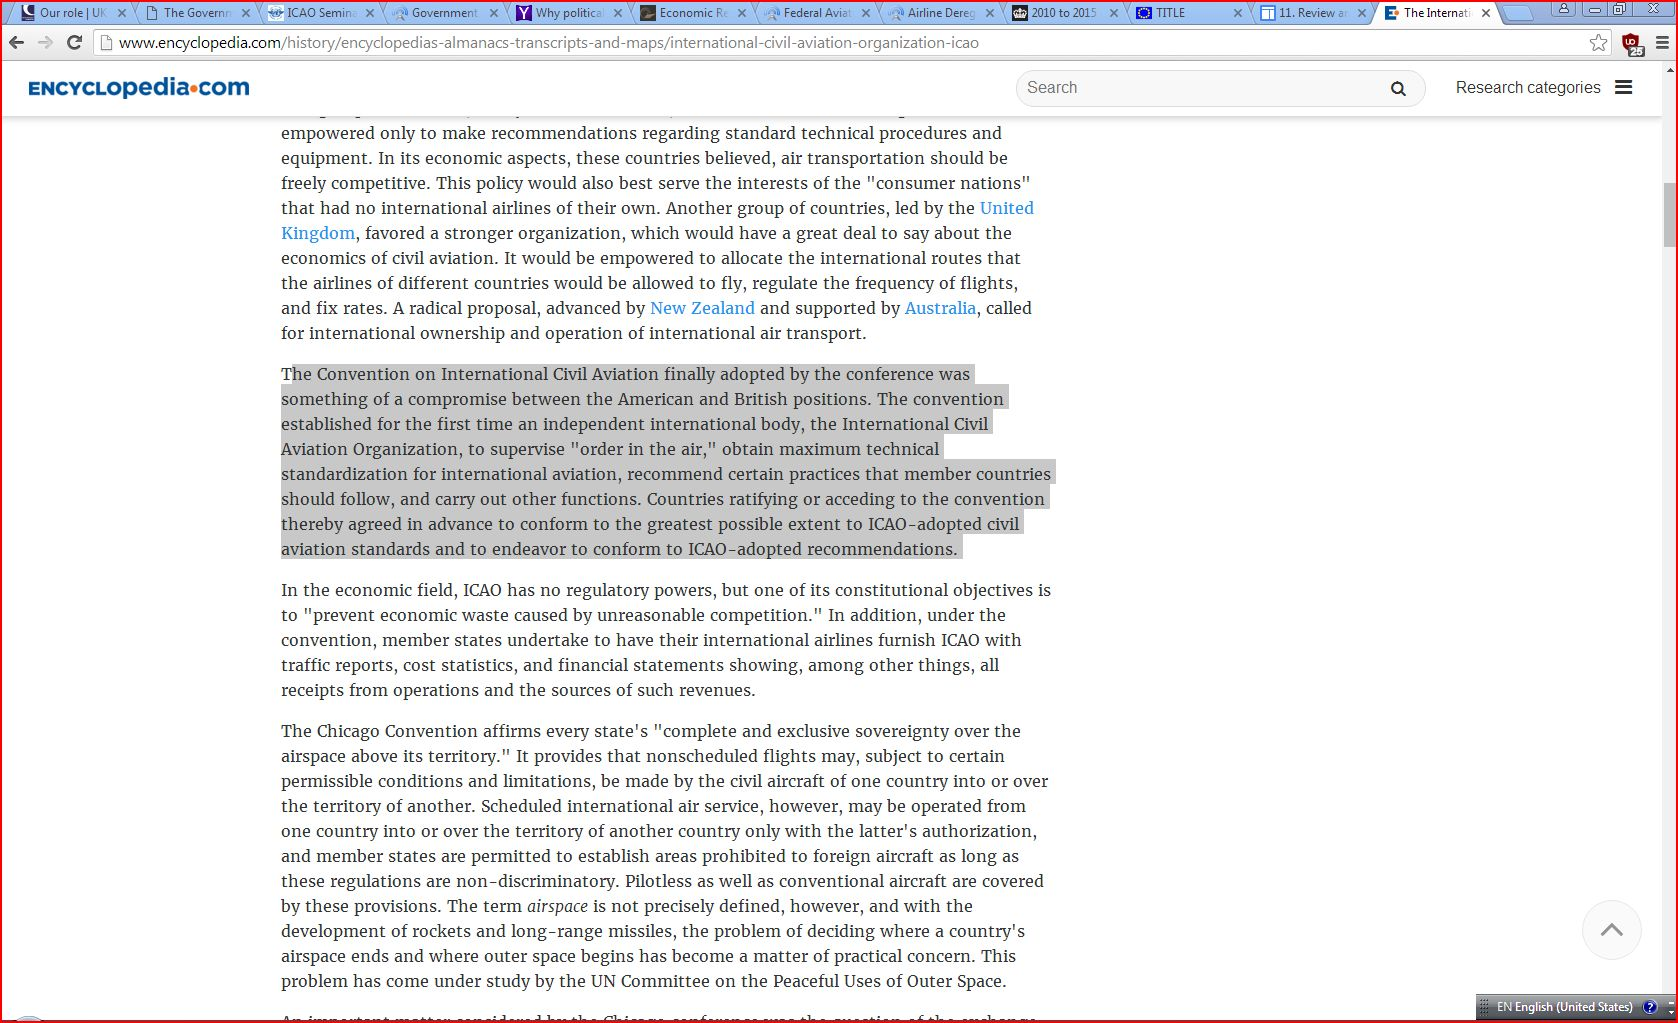 Our role | UK
The Governm
ICAO Semina
Government
Why political
Economic Re
Federal Aviat
Airline Dereg
2010 to 2015
TITLE
11. Review an
The Internati
www.encyclopedia.com/history/encyclopedias-almanacs-transcripts-and-maps/international-civil-aviation-organization-icao
25
ENCYCLOpedia.com
Search
Research categories
empowered only to make recommendations regarding standard technical procedures and
equipment. In its economic aspects, these countries believed, air transportation should be
freely competitive. This policy would also best serve the interests of the "consumer nations"
that had no international airlines of their own. Another group of countries, led by the United
Kingdom, favored a stronger organization, which would have a great deal to say about the
economics of civil aviation. It would be empowered to allocate the international routes that
the airlines of different countries would be allowed to fly, regulate the frequency of flights,
and fix rates. A radical proposal, advanced by New Zealand and supported by Australia, called
for international ownership and operation of international air transport.
The Convention on International Civil Aviation finally adopted by the conference was
something of a compromise between the American and British positions. The convention
established for the first time an independent international body, the International Civil
Aviation Organization, to supervise "order in the air," obtain maximum technical
standardization for international aviation, recommend certain practices that member countries
should follow, and carry out other functions. Countries ratifying or acceding to the convention
thereby agreed in advance to conform to the greatest possible extent to ICAO-adopted civil
aviation standards and to endeavor to conform to ICAO-adopted recommendations.
In the economic field, ICAO has no regulatory powers, but one of its constitutional objectives is
to "prevent economic waste caused by unreasonable competition." In addition, under the
convention, member states undertake to have their international airlines furnish ICAO with
traffic reports, cost statistics, and financial statements showing, among other things, all
receipts from operations and the sources of such revenues.
The Chicago Convention affirms every state's "complete and exclusive sovereignty over the
airspace above its territory." It provides that nonscheduled flights may, subject to certain
permissible conditions and limitations, be made by the civil aircraft of one country into or over
the territory of another. Scheduled international air service, however, may be operated from
one country into or over the territory of another country only with the latter's authorization,
and member states are permitted to establish areas prohibited to foreign aircraft as long as
these regulations are non-discriminatory. Pilotless as well as conventional aircraft are covered
by these provisions. The term airspace is not precisely defined, however, and with the
development of rockets and long-range missiles, the problem of deciding where a country's
airspace ends and where outer space begins has become a matter of practical concern. This
problem has come under study by the UN Committee on the Peaceful Uses of Outer Space.
An important matter considered by the Chicago conference was the question of the exchange
EN English (United States)